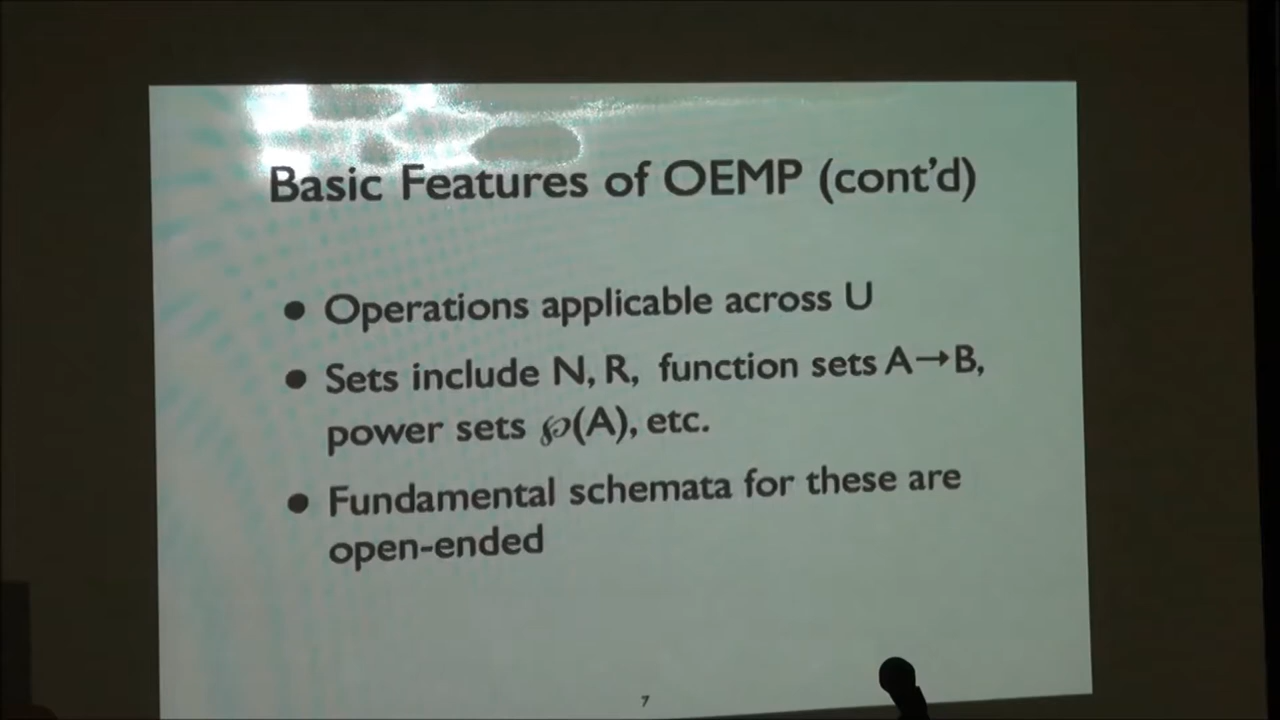 Basic Features of OEMP (cont'd)
● Operations applicable across U
● Sets include N, R, function sets A→B,
power sets ℘(A), etc.
● Fundamental schemata for these are
open-ended
7